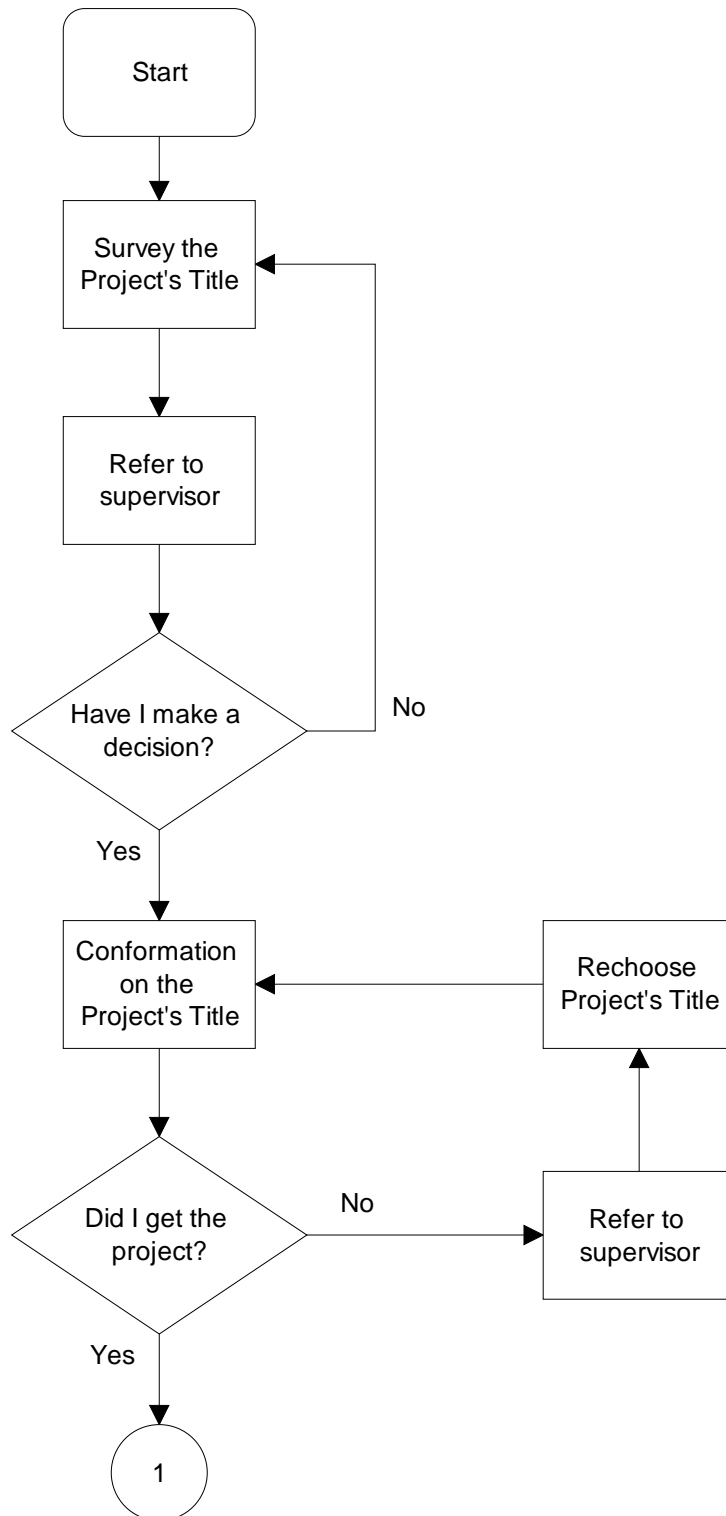 Start
Survey the
Project's Title
Refer to
supervisor
Have I make a
decision?
No
Yes
Conformation
on the
Project's Title
Rechoose
Project's Title
Did I get the
project?
No
Refer to
supervisor
Yes
1